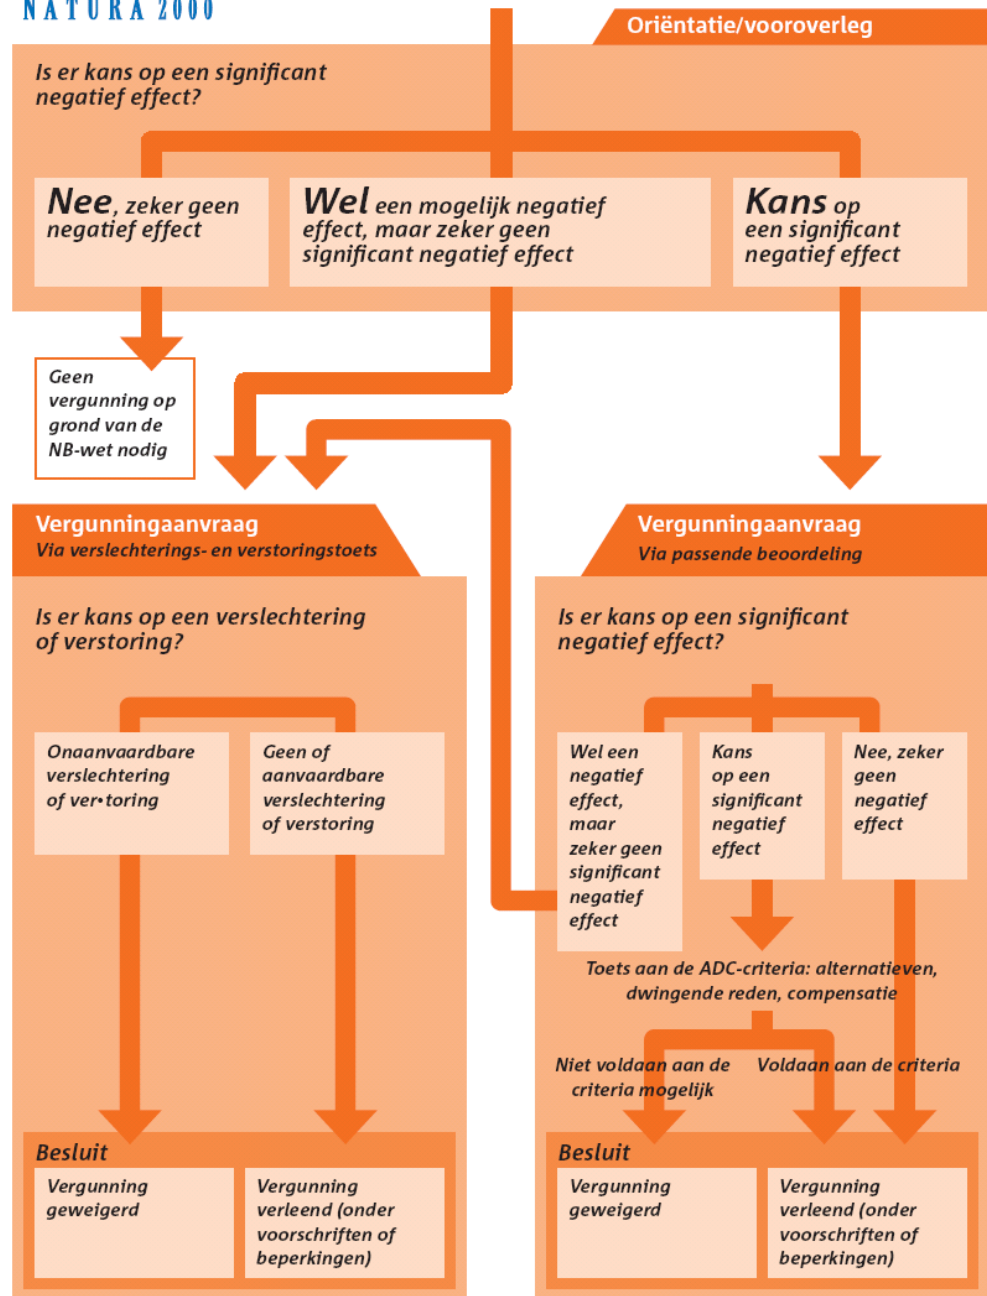 NATURA 2000
Oriëntatie/vooroverleg
Is er kans op een significant
negatief effect?
Nee, zeker geen
negatief effect
Wel een mogelijk negatief
effect, maar zeker geen
significant negatief effect
Kans op
een significant
negatief effect
Geen
vergunning op
grond van de
NB-wet nodig
Vergunningaanvraag
Via verslechterings- en verstoringstoets
Is er kans op een verslechtering
of verstoring?
Onaanvaardbare
verslechtering
of ver•toring
Geen of
aanvaardbare
verslechtering
of verstoring
Besluit
Vergunning
geweigerd
Vergunning
verleend (onder
voorschriften of
beperkingen)
Vergunningaanvraag
Via passende beoordeling
Is er kans op een significant
negatief effect?
Wel een
negatief
effect,
maar
zeker geen
significant
negatief
effect
Kans
op een
significant
negatief
effect
Nee, zeker
geen
negatief
effect
Toets aan de ADC-criteria: alternatieven,
dwingende reden, compensatie
Niet voldaan aan de
criteria mogelijk
Voldaan aan de criteria
Besluit
Vergunning
geweigerd
Vergunning
verleend (onder
voorschriften of
beperkingen)